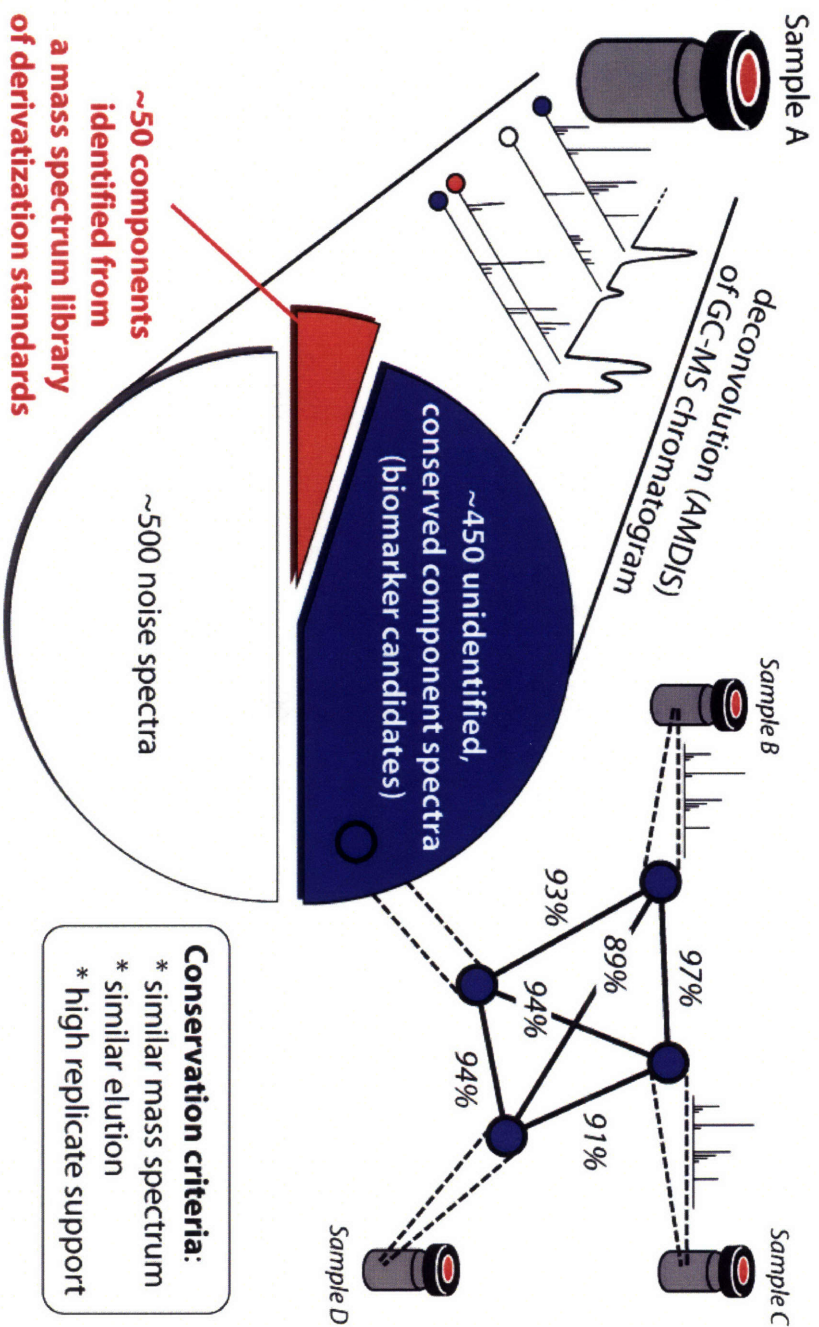 Sample A
deconvolution (AMDIS)
of GC-MS chromatogram
~50 components
identified from
a mass spectrum library
of derivatization standards
~450 unidentified,
conserved component spectra
(biomarker candidates)
~500 noise spectra
Sample B
Sample C
Sample D
97%
93%
89%
94%
91%
94%
Conservation criteria:
* similar mass spectrum
* similar elution
* high replicate support